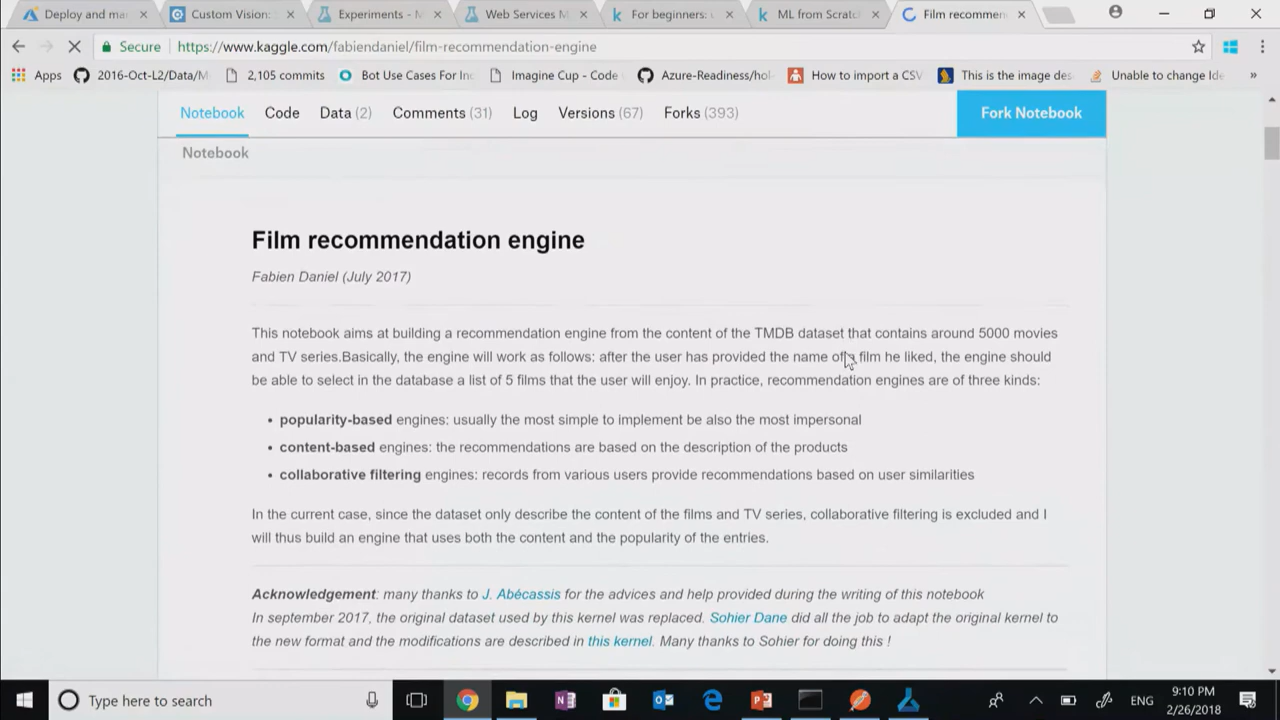 Deploy and ma
Custom Vision:
Experiments - M
Web Services M
For beginners: u
ML from Scratc
Film recommen
Secure
https://www.kaggle.com/fabiendaniel/film-recommendation-engine
Apps
2016-Oct-L2/Data/M
2,105 commits
Bot Use Cases For Inc
Imagine Cup - Code
Azure-Readiness/hol-
How to import a CSV
This is the image des
Unable to change Ide
»
Notebook
Code
Data (2)
Comments (31)
Log
Versions (67)
Forks (393)
Fork Notebook
Notebook
Film recommendation engine
Fabien Daniel (July 2017)
This notebook aims at building a recommendation engine from the content of the TMDB dataset that contains around 5000 movies
and TV series.Basically, the engine will work as follows: after the user has provided the name of a film he liked, the engine should
be able to select in the database a list of 5 films that the user will enjoy. In practice, recommendation engines are of three kinds:
• popularity-based engines: usually the most simple to implement be also the most impersonal
• content-based engines: the recommendations are based on the description of the products
• collaborative filtering engines: records from various users provide recommendations based on user similarities
In the current case, since the dataset only describe the content of the films and TV series, collaborative filtering is excluded and I
will thus build an engine that uses both the content and the popularity of the entries.
Acknowledgement: many thanks to J. Abécassis for the advices and help provided during the writing of this notebook
In september 2017, the original dataset used by this kernel was replaced. Sohier Dane did all the job to adapt the original kernel to
the new format and the modifications are described in this kernel. Many thanks to Sohier for doing this !
Type here to search
ENG
9:10 PM
2/26/2018